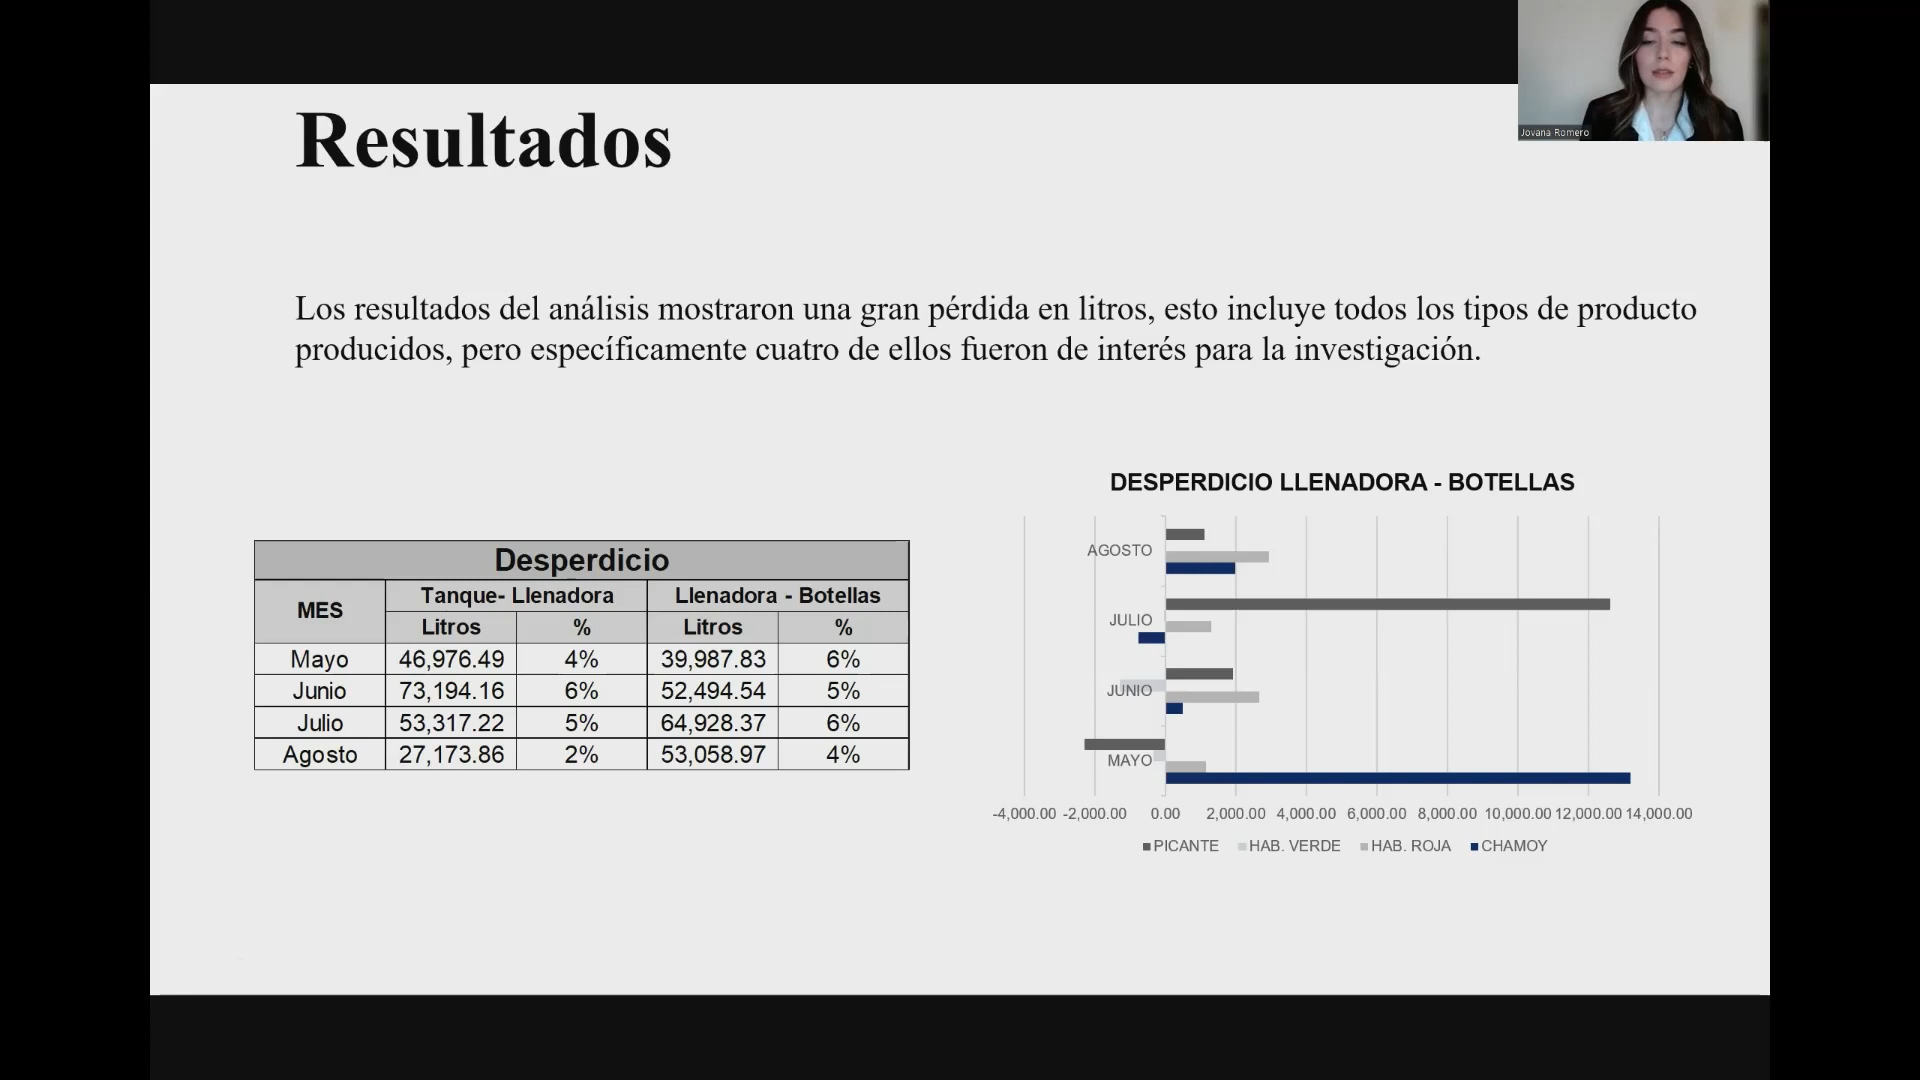 Jovana Romero
Resultados
Los resultados del análisis mostraron una gran pérdida en litros, esto incluye todos los tipos de producto
producidos, pero específicamente cuatro de ellos fueron de interés para la investigación.
Desperdicio
MES
Tanque- Llenadora
Llenadora - Botellas
Litros % Litros %
Mayo 46,976.49 4% 39,987.83 6%
Junio 73,194.16 6% 52,494.54 5%
Julio 53,317.22 5% 64,928.37 6%
Agosto 27,173.86 2% 53,058.97 4%
DESPERDICIO LLENADORA - BOTELLAS
AGOSTO
JULIO
JUNIO
MAYO
-4,000.00 -2,000.00 0.00 2,000.00 4,000.00 6,000.00 8,000.00 10,000.00 12,000.00 14,000.00
PICANTE HAB. VERDE HAB. ROJA CHAMOY